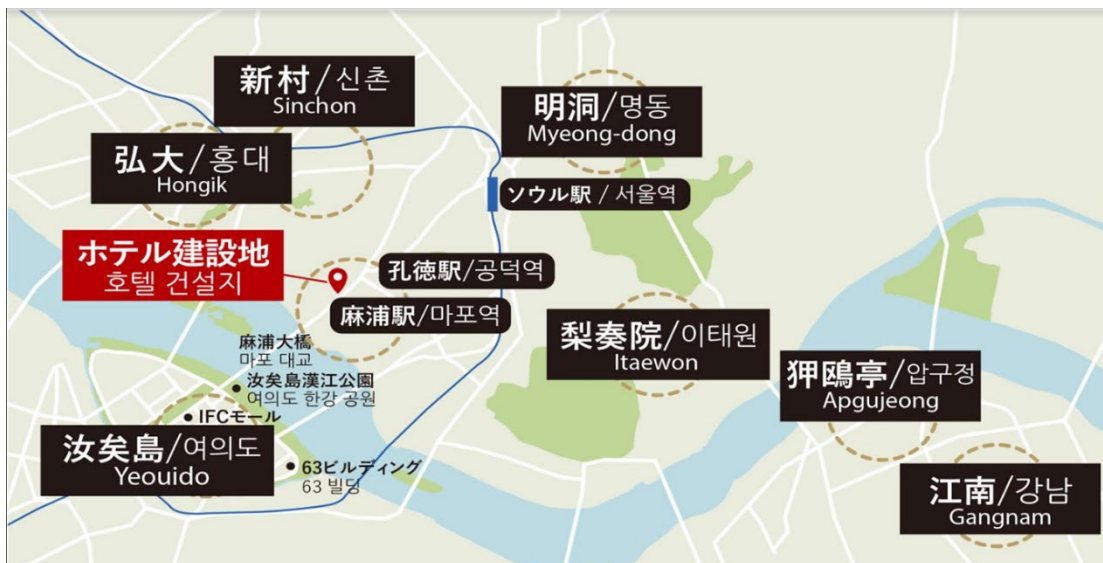 新村/신촌
Sinchon
明洞/명동
Myeong-dong
弘大/홍대
Hongik
ソウル駅 / 서울역
ホテル建設地
호텔 건설지
孔徳駅/공덕역
麻浦駅/마포역
梨奏院/이태원
Itaewon
麻浦大橋
마포 대교
汝矣島漢江公園
여의도 한강 공원
IFCモール
狎鴎亭/압구정
Apgujeong
汝矣島/여의도
Yeouido
63ビルディング
63 빌딩
江南/강남
Gangnam